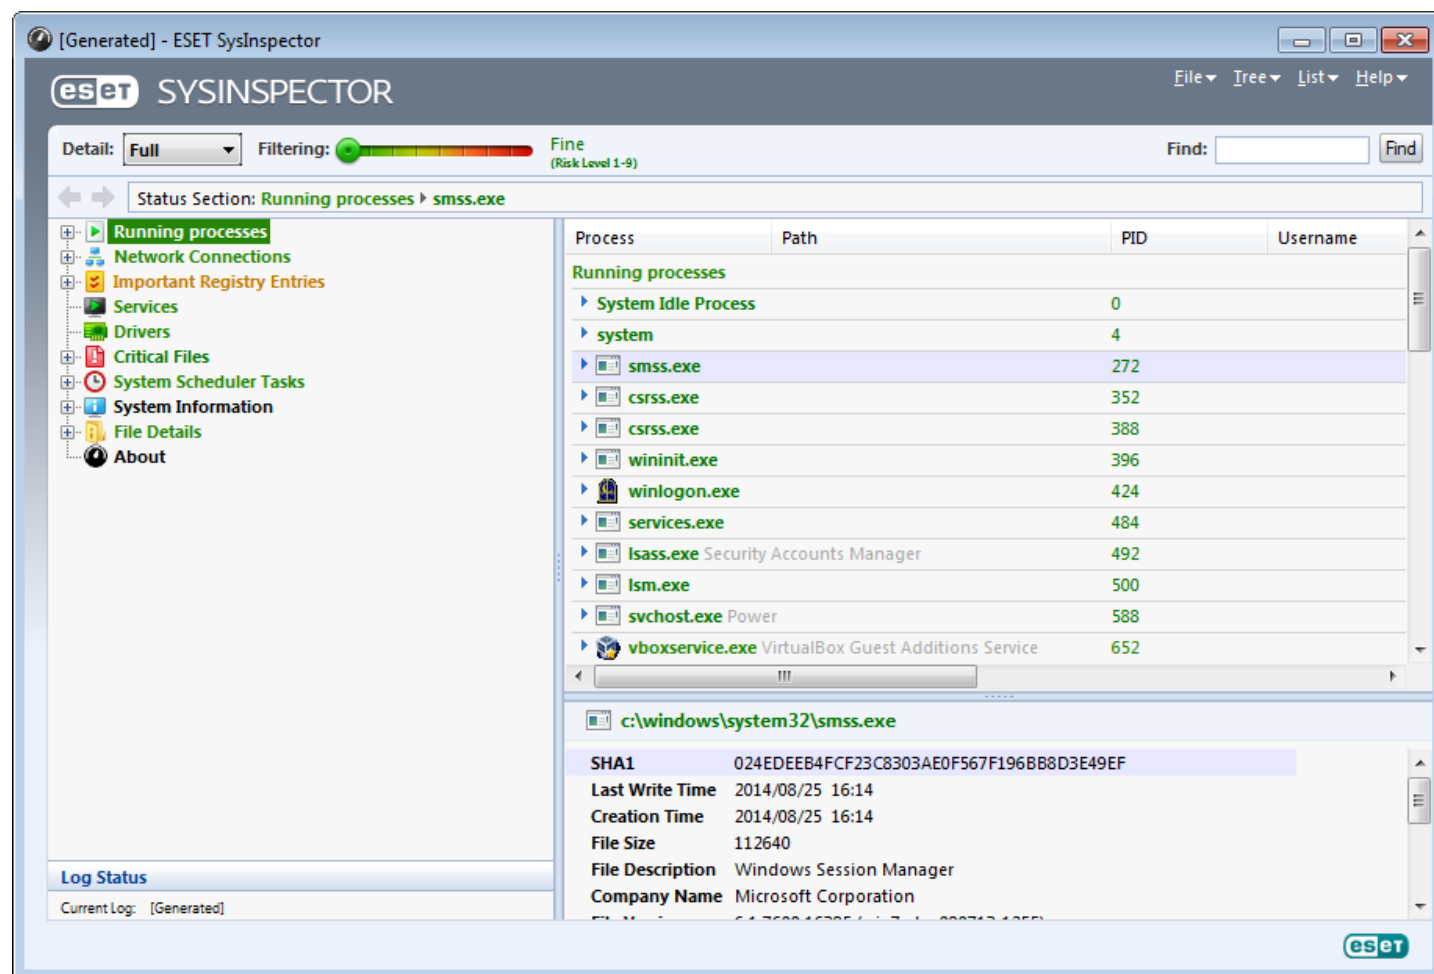 [Generated] - ESET SysInspector
eset SYSINSPECTOR
File Tree List Help
Detail: Full Filtering: Fine
(Risk Level 1-9)
Find: Find
Status Section: Running processes smss.exe
Running processes
Network Connections
Important Registry Entries
Services
Drivers
Critical Files
System Scheduler Tasks
System Information
File Details
About
Log Status
Current Log: [Generated]
Process Path PID Username
Running processes
System Idle Process 0
system 4
smss.exe 272
csrss.exe 352
csrss.exe 388
wininit.exe 396
winlogon.exe 424
services.exe 484
lsass.exe Security Accounts Manager 492
lsm.exe 500
svchost.exe Power 588
vboxservice.exe VirtualBox Guest Additions Service 652
c:\windows\system32\smss.exe
SHA1 024EDEEB4FCF23C8303AE0F567F196BB8D3E49EF
Last Write Time 2014/08/25 16:14
Creation Time 2014/08/25 16:14
File Size 112640
File Description Windows Session Manager
Company Name Microsoft Corporation
eset